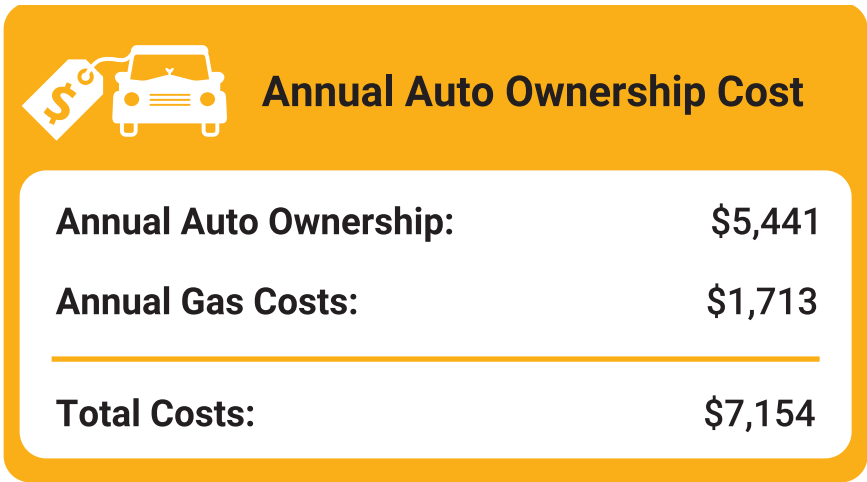 $
Annual Auto Ownership Cost
Annual Auto Ownership: $5,441
Annual Gas Costs: $1,713
Total Costs: $7,154